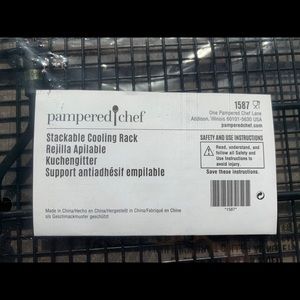 pampered chef
Stackable Cooling Rack
Rejilla Apilable
Kuchengitter
Support antiadhésif empilable
Made in China/Hecho en China/Hergestellt in China/Fabriqué en Chine
als Geschmacksmuster geschützt
1587
One Pampered Chef Lane
Addison, Illinois 60101-5630 USA
pamperedchef.com
SAFETY AND USE INSTRUCTIONS
Read, understand, and
follow all Safety and
Use Instructions to
avoid injury.
Save these instructions.
*1587*